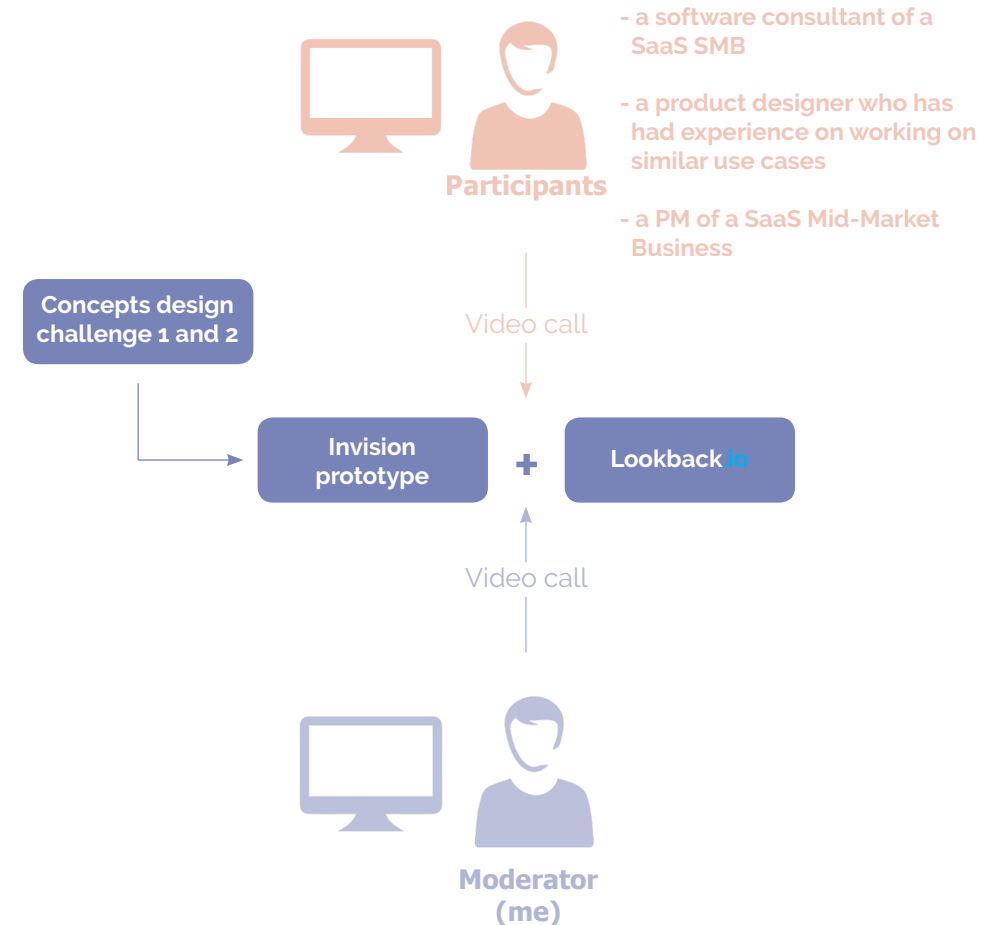 - a software consultant of a
SaaS SMB
- a product designer who has
had experience on working on
similar use cases
- a PM of a SaaS Mid-Market
Business
Participants
Video call
Concepts design
challenge 1 and 2
Invision
prototype
+
Lookback.io
Video call
Moderator
(me)